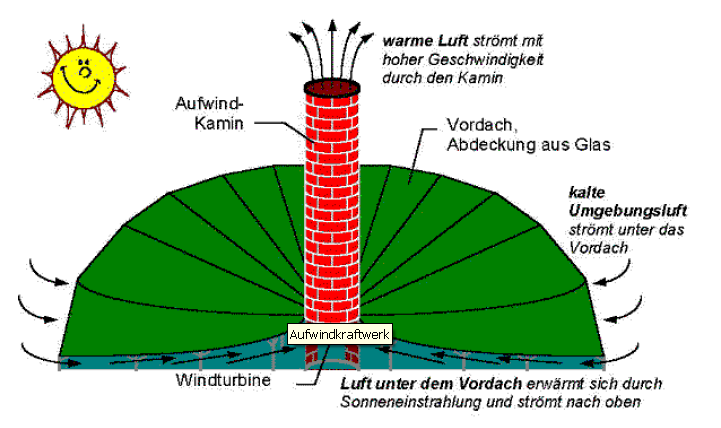 warme Luft strömt mit
hoher Geschwindigkeit
durch den Kamin
Aufwind-
Kamin
Vordach,
Abdeckung aus Glas
kalte
Umgebungsluft
strömt unter das
Vordach
Aufwindkraftwerk
Windturbine
Luft unter dem Vordach erwärmt sich durch
Sonneneinstrahlung und strömt nach oben